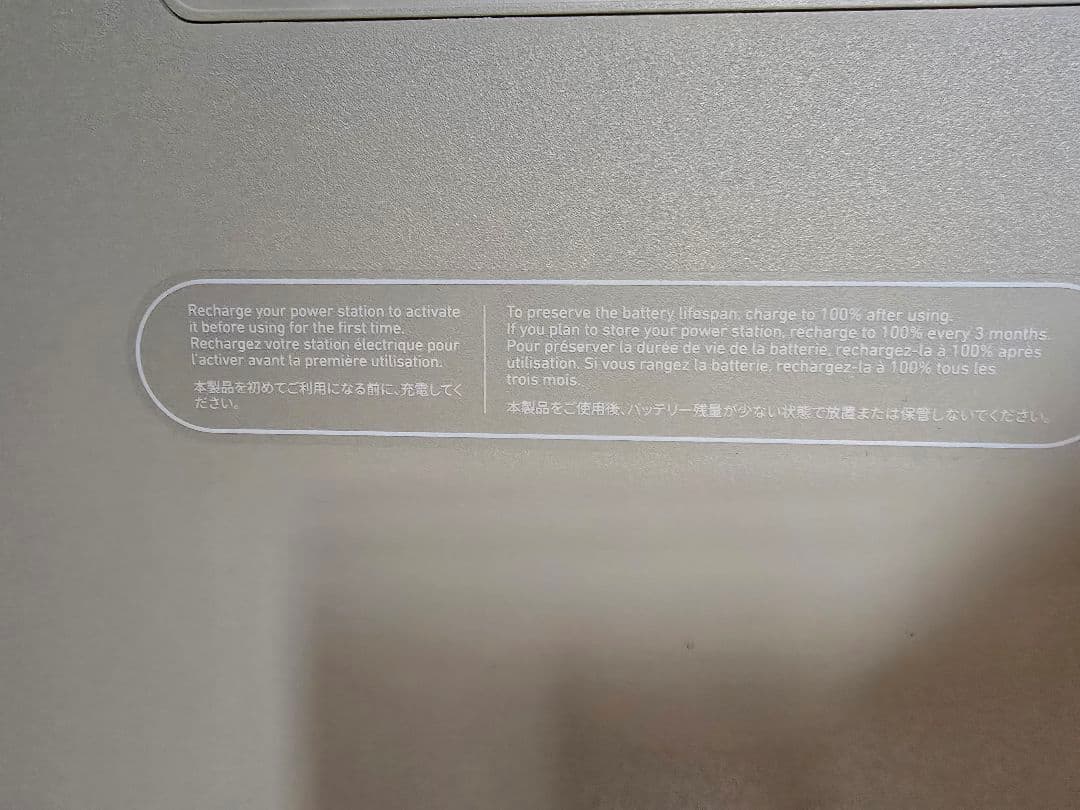 Recharge your power station to activate
it before using for the first time.
Rechargez votre station électrique pour
l'activer avant la première utilisation.
本製品を初めてご利用になる前に、充電してく
ださい。
To preserve the battery lifespan, charge to 100% after using.
If you plan to store your power station, recharge to 100% every 3 months.
Pour préserver la durée de vie de la batterie, rechargez-la à 100% après
utilisation. Si vous rangez la batterie, rechargez-la à 100% tous les
trois mois.
本製品をご使用後、バッテリー残量が少ない状態で放置または保管しないでください。